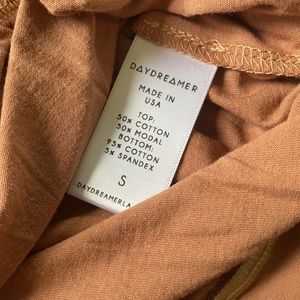 DAYDREAMER
MADE IN
USA
TOP:
50% COTTON
50% MODAL
BOTTOM:
95% COTTON
5% SPANDEX
S
DAYDREAMERLA